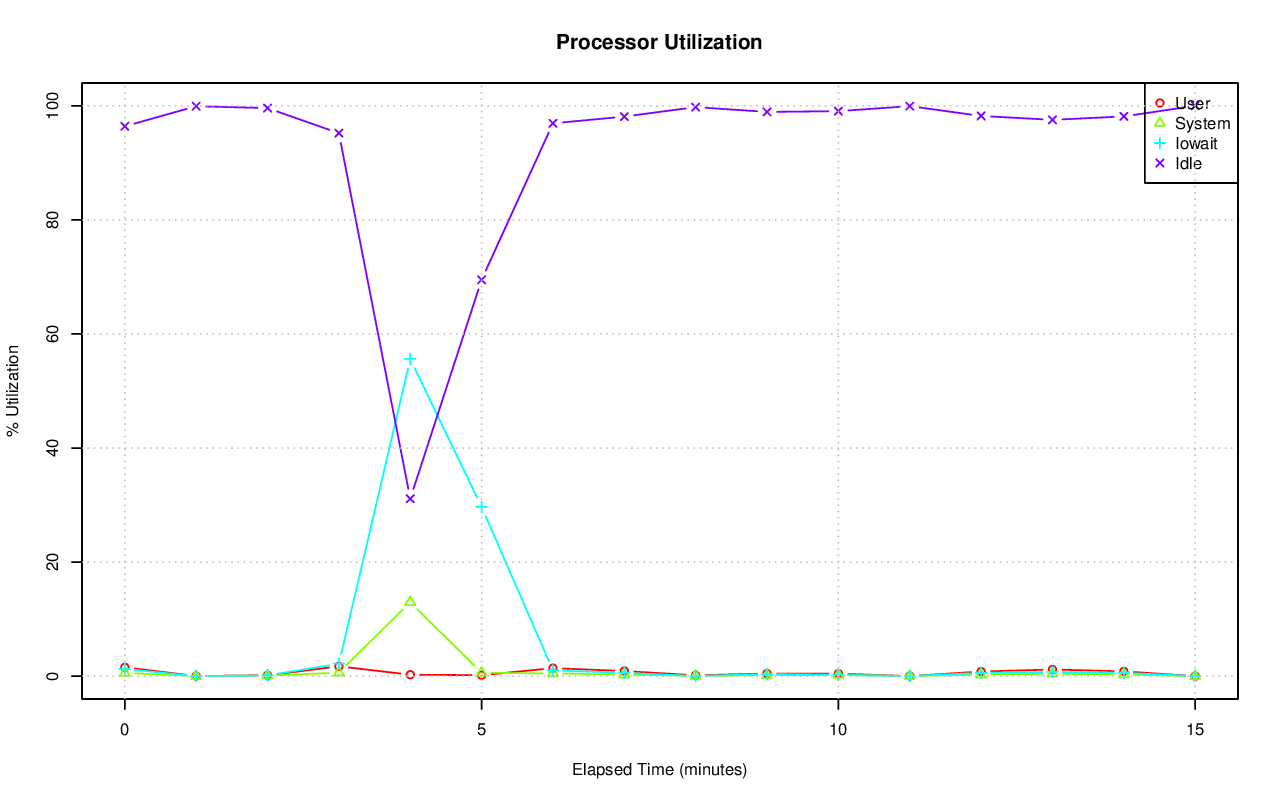 Processor Utilization
% Utilization
100
80
60
40
20
0
User
System
Iowait
Idle
0 5 10 15
Elapsed Time (minutes)